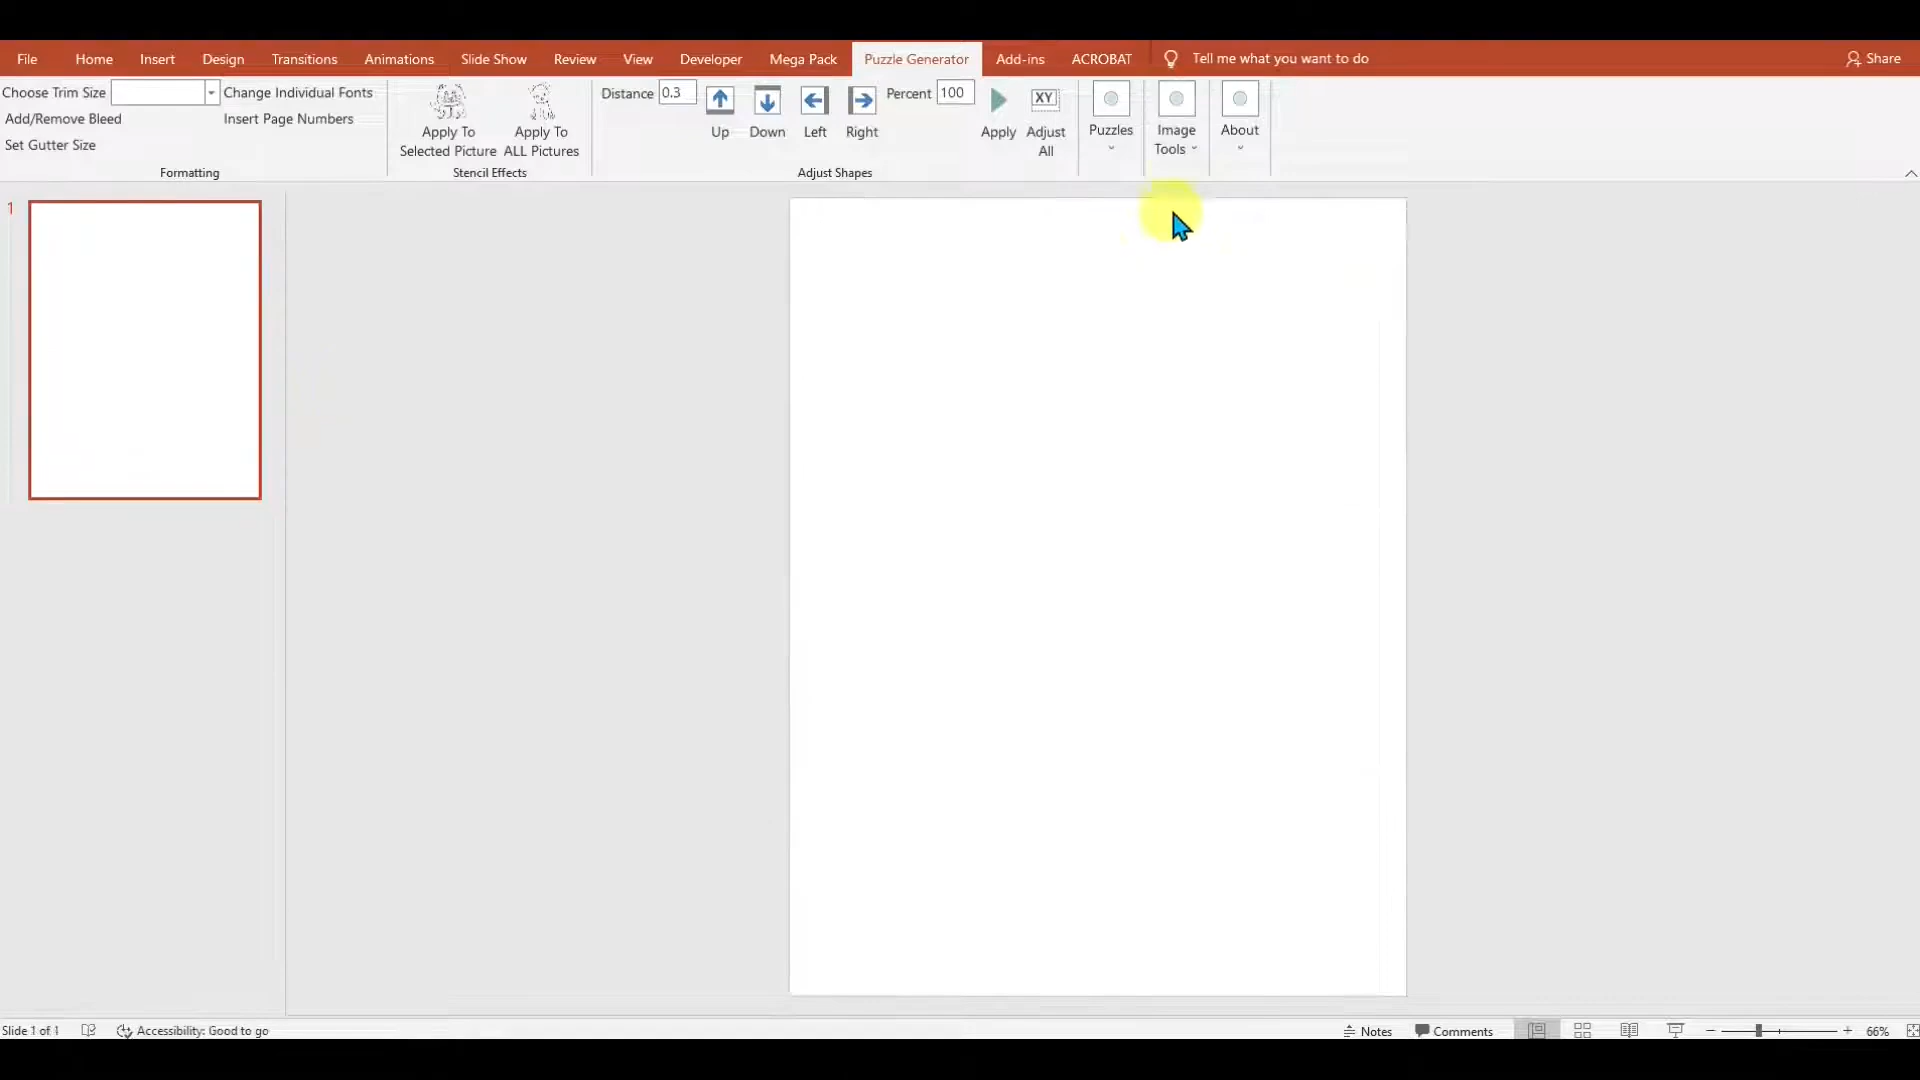 File Home Insert Design Transitions Animations Slide Show Review View Developer Mega Pack Puzzle Generator Add-ins ACROBAT Tell me what you want to do Share
Choose Trim Size Change Individual Fonts
Add/Remove Bleed Insert Page Numbers
Set Gutter Size
Formatting
Apply To
Selected Picture
Apply To
ALL Pictures
Stencil Effects
Distance 0.3 Up Down Left Right Percent 100 Apply XY Adjust
All
Adjust Shapes
Puzzles
Image
Tools
About
1
Slide 1 of 1 Accessibility: Good to go Notes Comments 66%